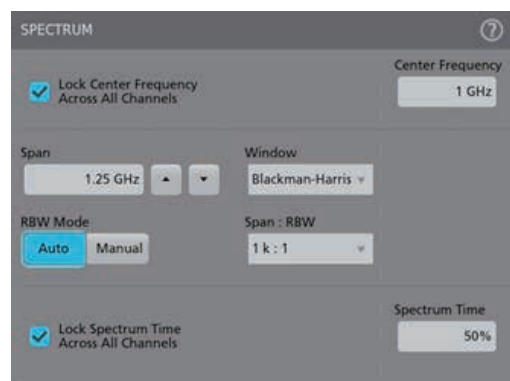 SPECTRUM
?
Lock Center Frequency
Across All Channels
Center Frequency
1 GHz
Span
1.25 GHz
Window
Blackman-Harris
RBW Mode
Auto
Manual
Span : RBW
1 k : 1
Lock Spectrum Time
Across All Channels
Spectrum Time
50%